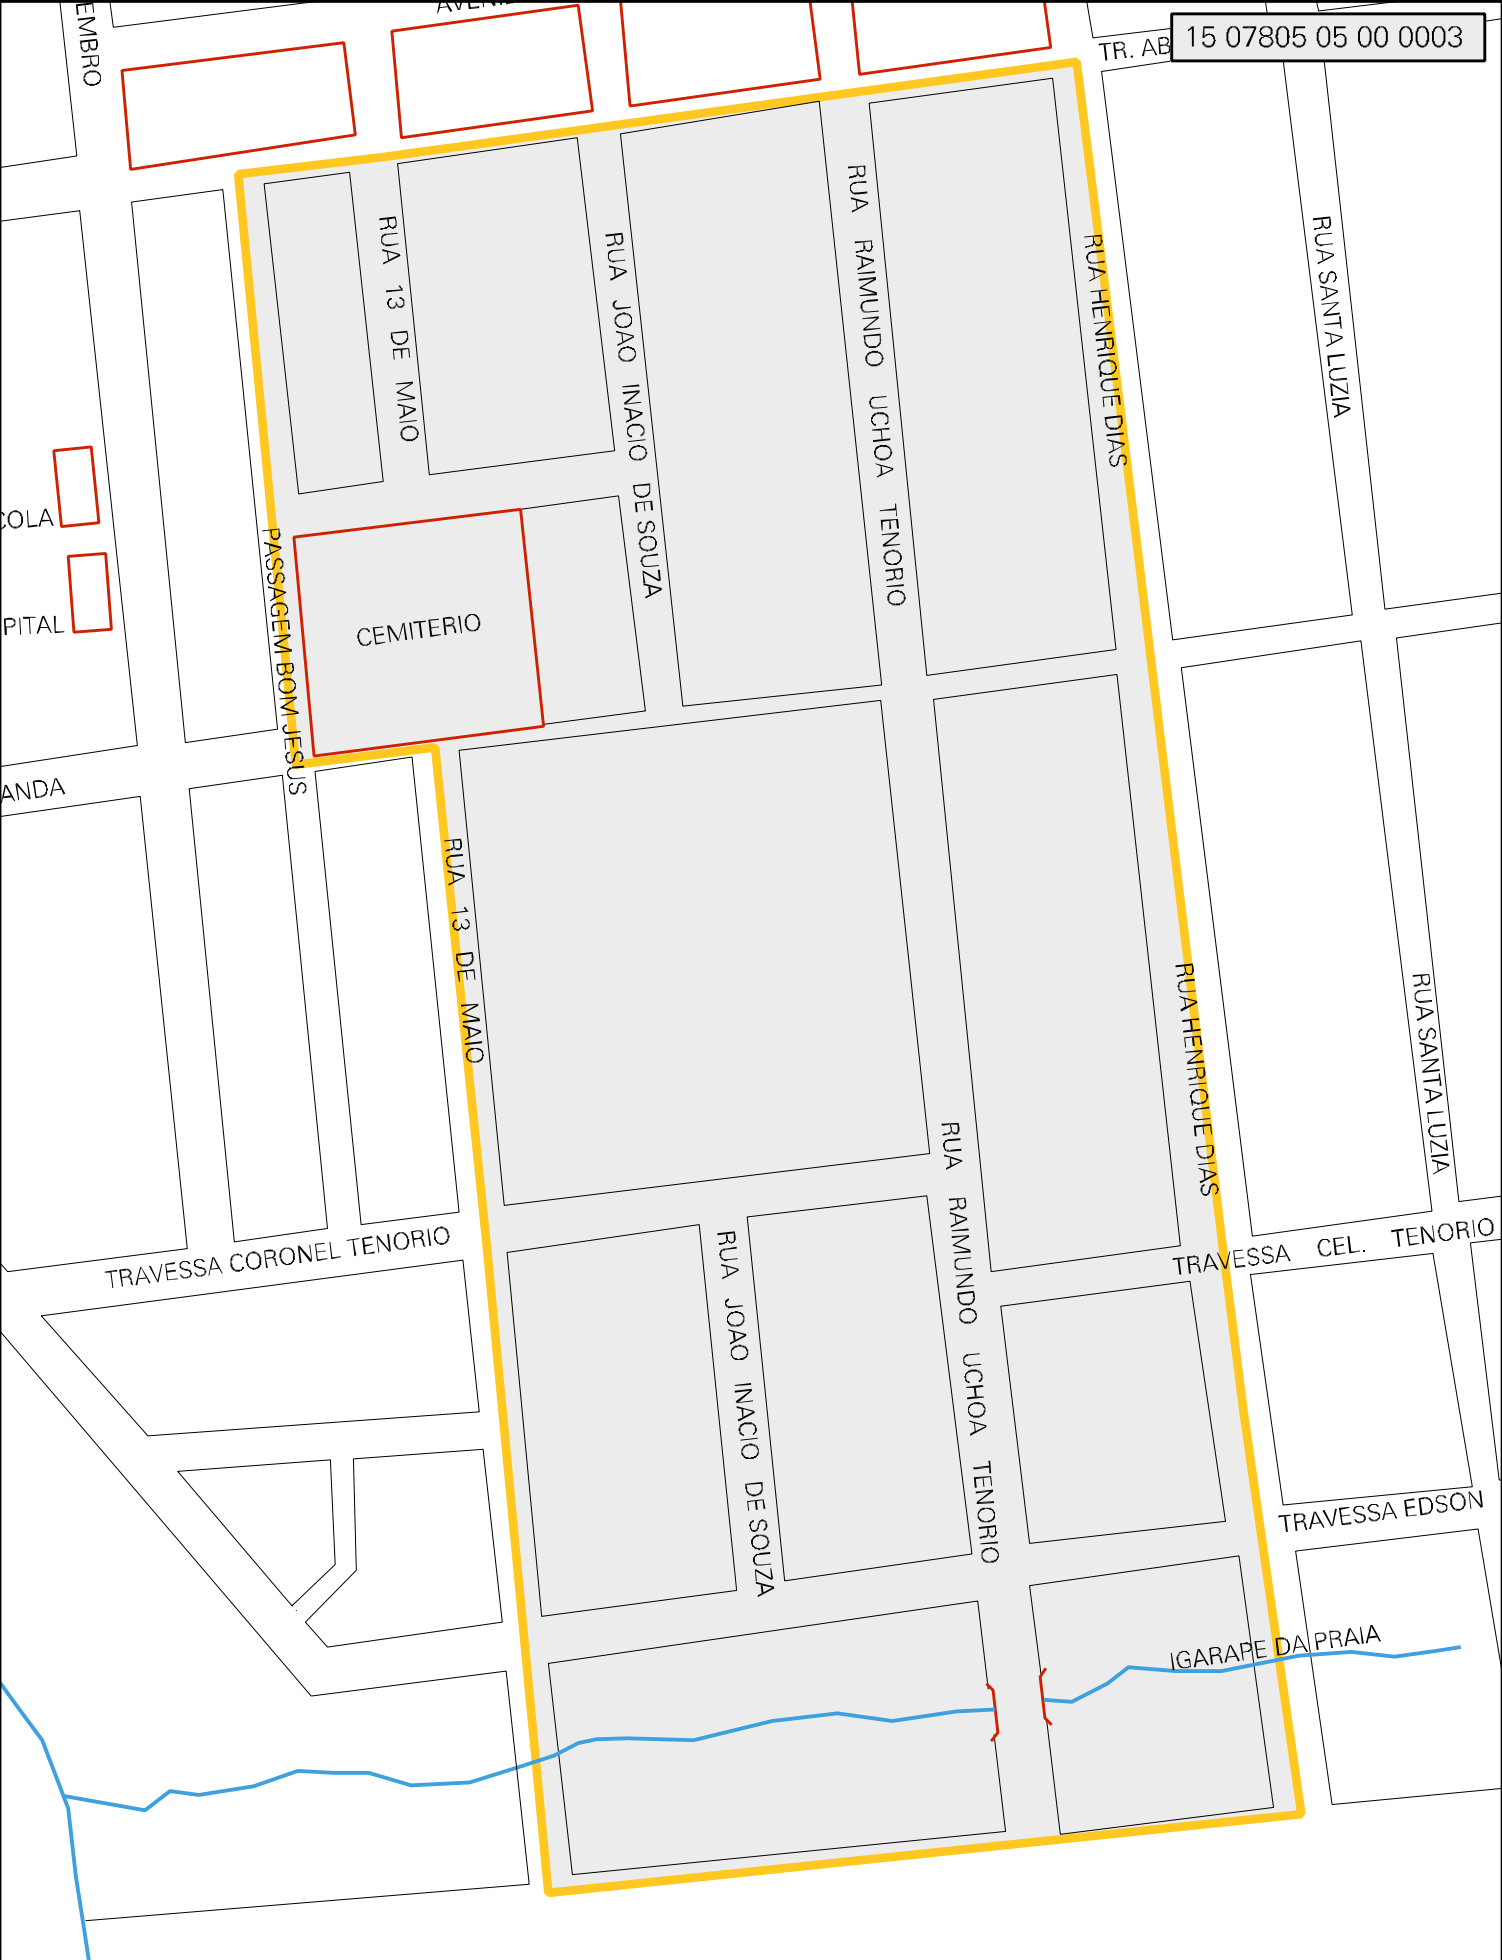 15 07805 05 00 0003
TR. AB
EMBRO
RUA 13 DE MAIO
RUA JOAO INACIO DE SOUZA
RUA RAIMUNDO UCHOA TENORIO
RUA HENRIQUE DIAS
RUA SANTA LUZIA
COLA
PASSAGEM BOM JESUS
CEMITERIO
PITAL
ANDA
RUA 13 DE MAIO
RUA HENRIQUE DIAS
RUA SANTA LUZIA
RUA RAIMUNDO UCHOA TENORIO
TRAVESSA CORONEL TENORIO
RUA JOAO INACIO DE SOUZA
TRAVESSA CEL. TENORIO
TRAVESSA EDSON
IGARAPE DA PRAIA